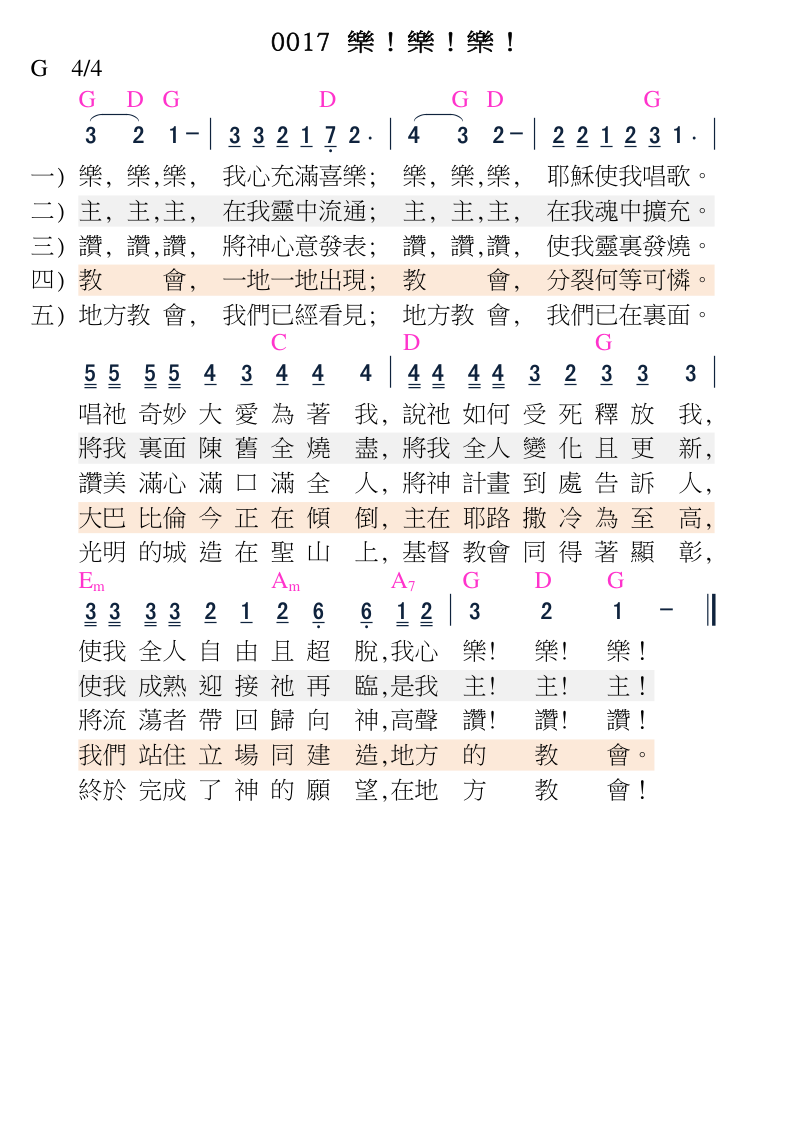 0017 樂！樂！樂！
G 4/4
G D G D G D G
3 2 1 － | 3 3 2 1 7 2 . | 4 3 2 － | 2 2 1 2 3 1 . |
一) 樂, 樂,樂, 我心充滿喜樂; 樂, 樂,樂, 耶穌使我唱歌。
二) 主, 主,主, 在我靈中流通; 主, 主,主, 在我魂中擴充。
三) 讚, 讚,讚, 將神心意發表; 讚, 讚,讚, 使我靈裏發燒。
四) 教 會, 一地一地出現; 教 會, 分裂何等可憐。
五) 地方教 會, 我們已經看見; 地方教 會, 我們已在裏面。
C D G
5 5 5 5 4 3 4 4 4 | 4 4 4 4 3 2 3 3 3 |
唱祂 奇妙 大 愛 為 著 我, 說祂 如何 受 死 釋 放 我,
將我 裏面 陳 舊 全 燒 盡, 將我 全人 變 化 且 更 新,
讚美 滿心 滿 口 滿 全 人, 將神 計畫 到 處 告 訴 人,
大巴 比倫 今 正 在 傾 倒, 主在 耶路 撒 冷 為 至 高,
光明 的城 造 在 聖 山 上, 基督 教會 同 得 著 顯 彰,
Em Am A7 G D G
3 3 3 3 2 1 2 6 6 1 2 | 3 2 1 － ‖
使我 全人 自 由 且 超 脫,我心 樂! 樂! 樂！
使我 成熟 迎 接 祂 再 臨,是我 主! 主! 主！
將流 蕩者 帶 回 歸 向 神,高聲 讚! 讚! 讚！
我們 站住 立 場 同 建 造,地方 的 教 會。
終於 完成 了 神 的 願 望,在地 方 教 會！